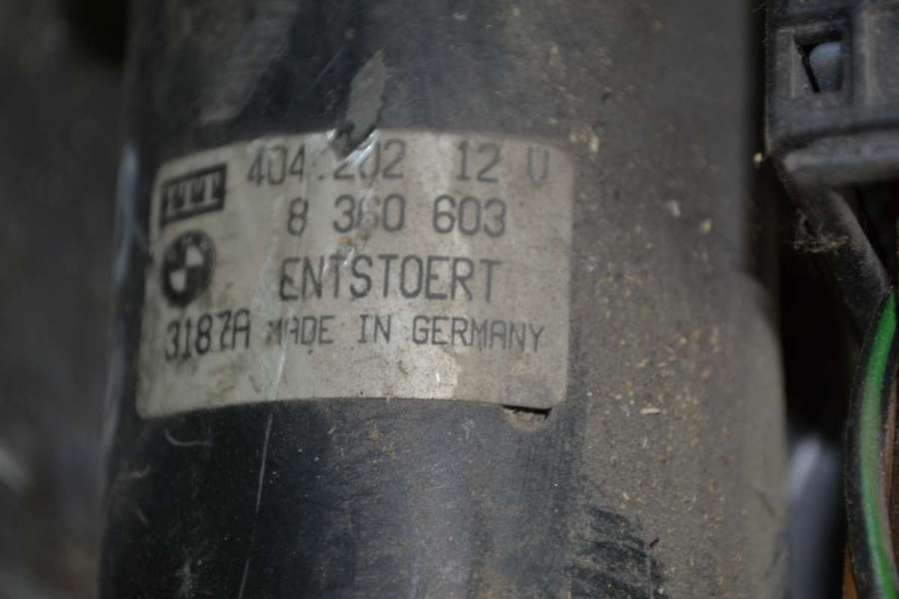 404.202 12 V
8 360 603
ENTSTOERT
3187A MADE IN GERMANY